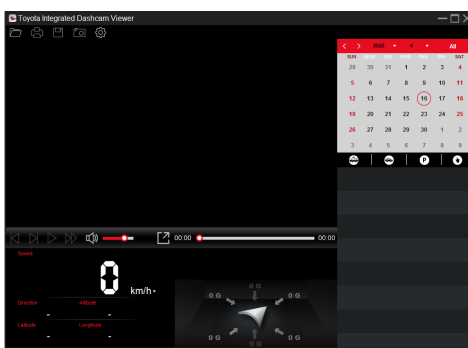 Toyota Integrated Dashcam Viewer
2020 4 All
SUN MON TUE WED THU FRI SAT
29 30 31 1 2 3 4
5 6 7 8 9 10 11
12 13 14 15 16 17 18
19 20 21 22 23 24 25
26 27 28 29 30 1 2
3 4 5 6 7 8 9
P
00:00 00:00
Speed
0 km/h
Direction Altitude
- -
Latitude Longitude
- -
0 G
0 G 0 G
0 G 0 G
0 G